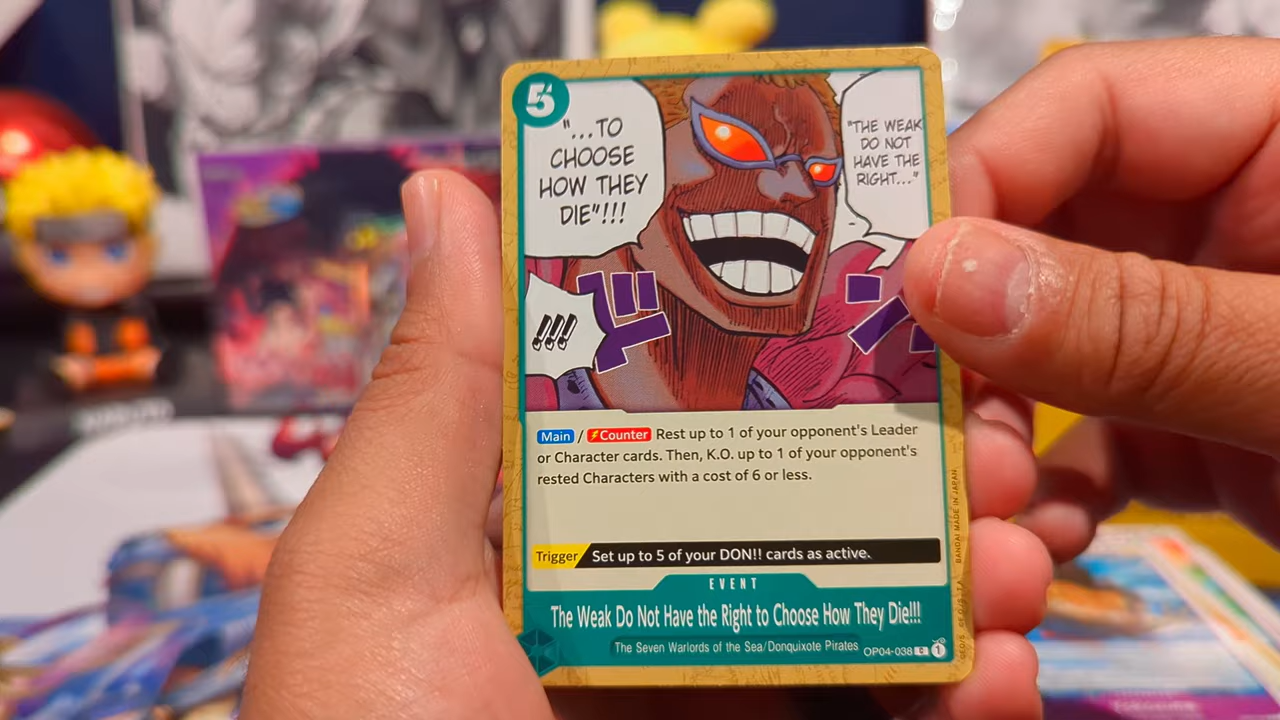 5
"...TO
CHOOSE
HOW THEY
DIE"!!!
"THE WEAK
DO NOT
HAVE THE
RIGHT..."
!!!
Main / Counter Rest up to 1 of your opponent's Leader
or Character cards. Then, K.O. up to 1 of your opponent's
rested Characters with a cost of 6 or less.
Trigger Set up to 5 of your DON!! cards as active.
EVENT
The Weak Do Not Have the Right to Choose How They Die!!!
The Seven Warlords of the Sea/Donquixote Pirates
OP04-038 C 1
BANDAI MADE IN JAPAN